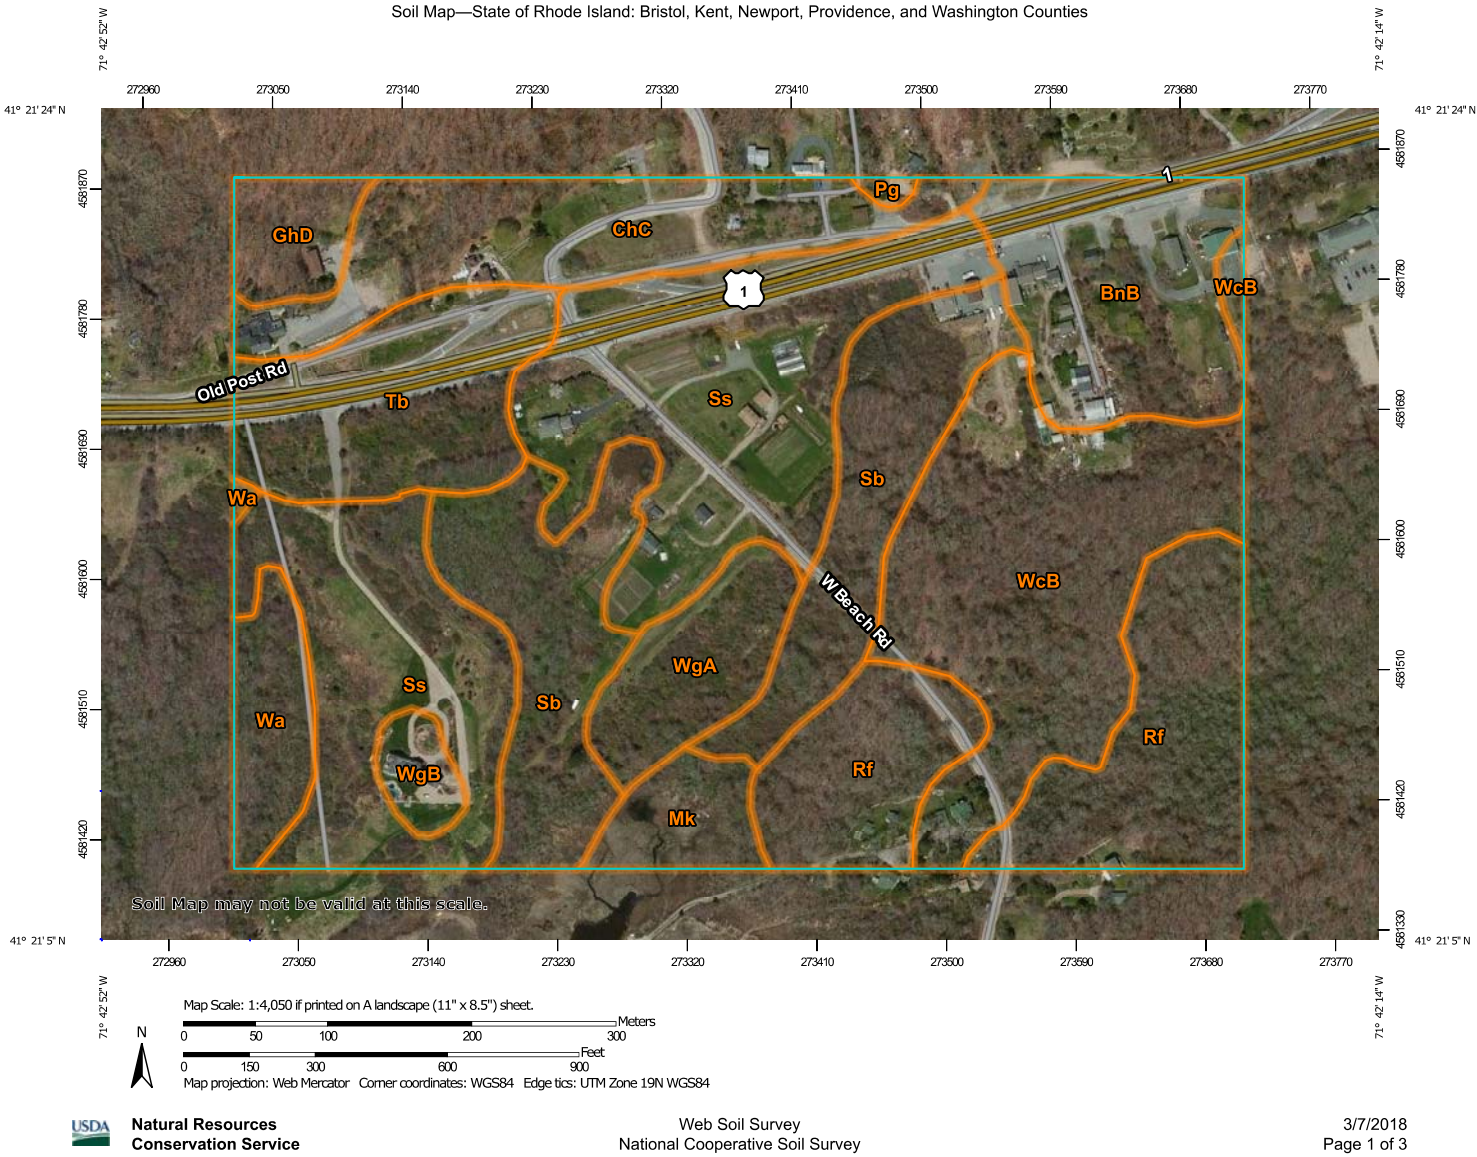 Soil Map—State of Rhode Island: Bristol, Kent, Newport, Providence, and Washington Counties
71° 42' 52'' W
71° 42' 14'' W
272960 273050 273140 273230 273320 273410 273500 273590 273680 273770
41° 21' 24'' N
41° 21' 24'' N
4581870
4581870
1
Pg
GhD
ChC
4581780
4581780
1
BnB
WcB
Old Post Rd
Tb
Ss
4581690
4581690
Sb
Wa
4581600
4581600
WcB
W Beach Rd
WgA
4581510
4581510
Ss
Sb
Wa
Rf
WgB
Rf
4581420
4581420
Mk
Soil Map may not be valid at this scale.
4581330
41° 21' 5'' N
41° 21' 5'' N
272960 273050 273140 273230 273320 273410 273500 273590 273680 273770
71° 42' 52'' W
71° 42' 14'' W
Map Scale: 1:4,050 if printed on A landscape (11" x 8.5") sheet.
Meters
0 50 100 200 300
Feet
0 150 300 600 900
N
Map projection: Web Mercator Corner coordinates: WGS84 Edge tics: UTM Zone 19N WGS84
USDA
Natural Resources
Conservation Service
Web Soil Survey
National Cooperative Soil Survey
3/7/2018
Page 1 of 3